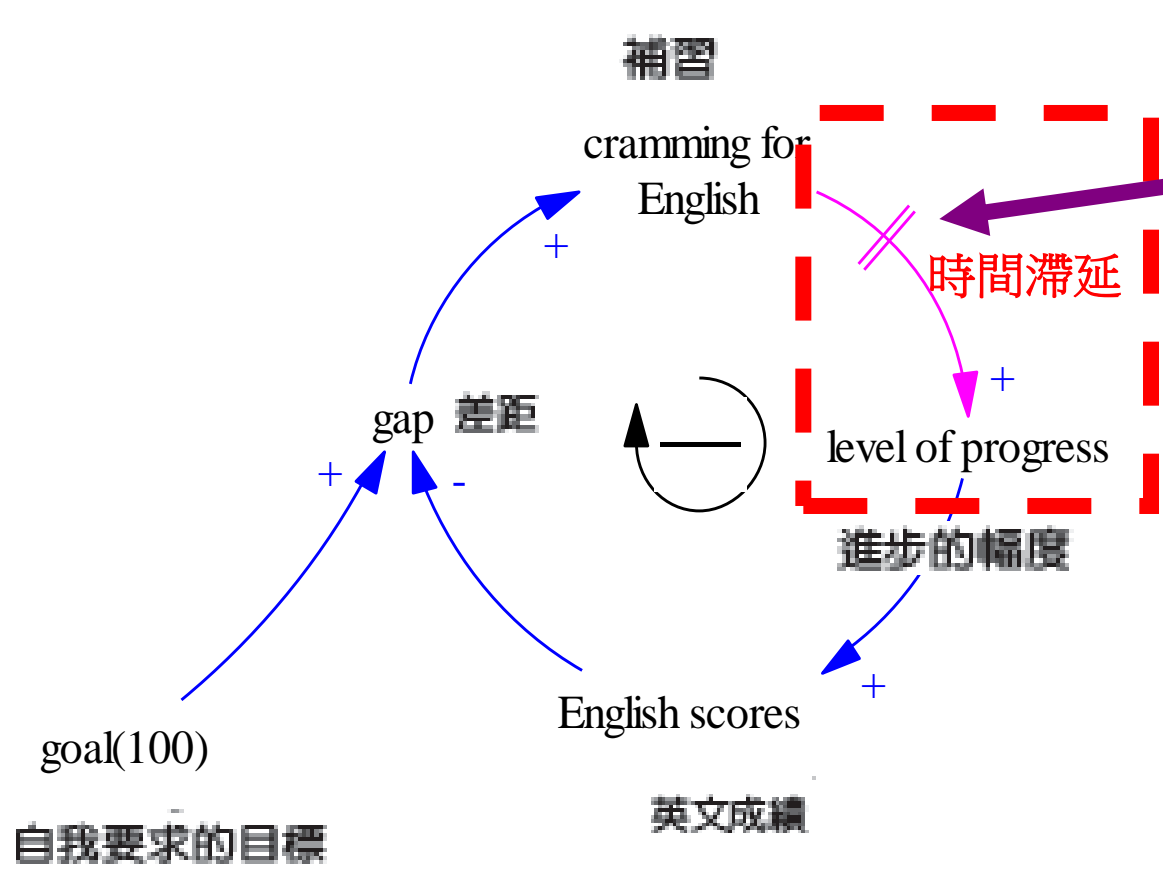 補習
cramming for
English
+
時間滯延
+
gap 差距
level of progress
+
-
進步的幅度
+
English scores
goal(100)
英文成績
自我要求的目標